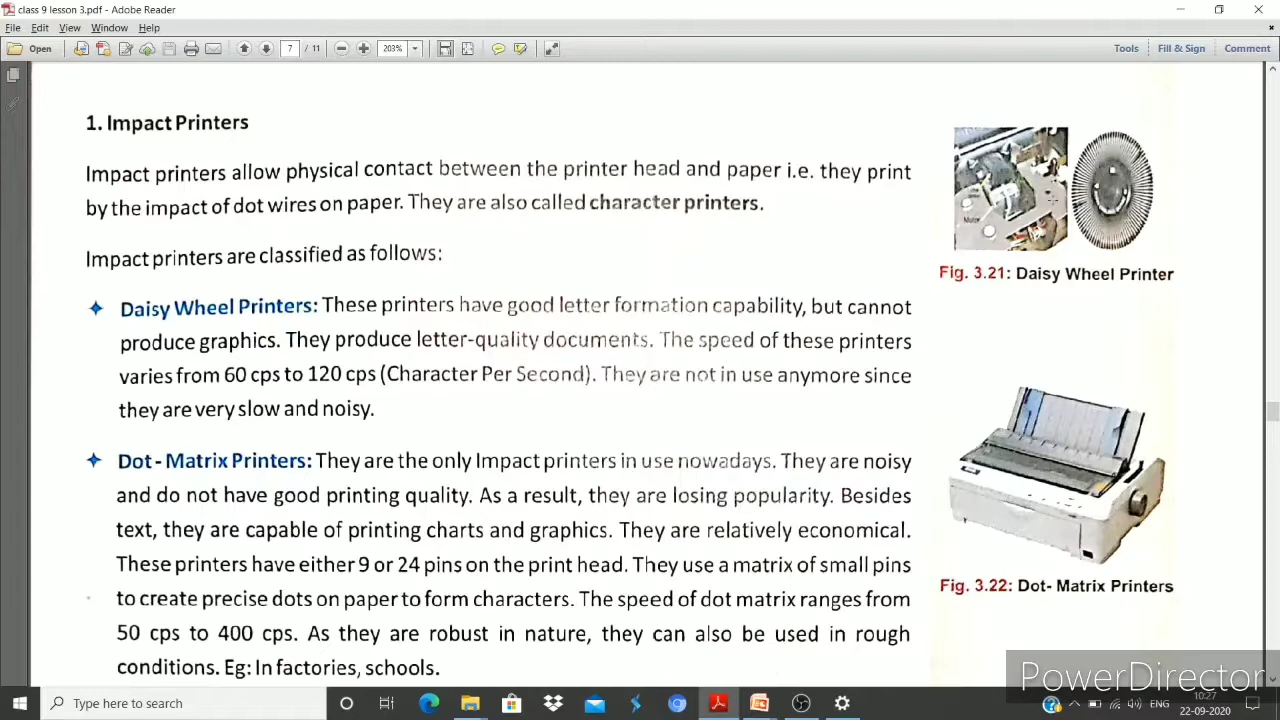 class 9 lesson 3.pdf - Adobe Reader
File Edit View Window Help
Open 7 / 11 203% Tools Fill & Sign Comment
1. Impact Printers
Impact printers allow physical contact between the printer head and paper i.e. they print
by the impact of dot wires on paper. They are also called character printers.
Impact printers are classified as follows:
Daisy Wheel Printers: These printers have good letter formation capability, but cannot
produce graphics. They produce letter-quality documents. The speed of these printers
varies from 60 cps to 120 cps (Character Per Second). They are not in use anymore since
they are very slow and noisy.
Dot - Matrix Printers: They are the only Impact printers in use nowadays. They are noisy
and do not have good printing quality. As a result, they are losing popularity. Besides
text, they are capable of printing charts and graphics. They are relatively economical.
These printers have either 9 or 24 pins on the print head. They use a matrix of small pins
to create precise dots on paper to form characters. The speed of dot matrix ranges from
50 cps to 400 cps. As they are robust in nature, they can also be used in rough
conditions. Eg: In factories, schools.
Motor
Fig. 3.21: Daisy Wheel Printer
Fig. 3.22: Dot- Matrix Printers
PowerDirector
Type here to search
ENG
10:27
22-09-2020